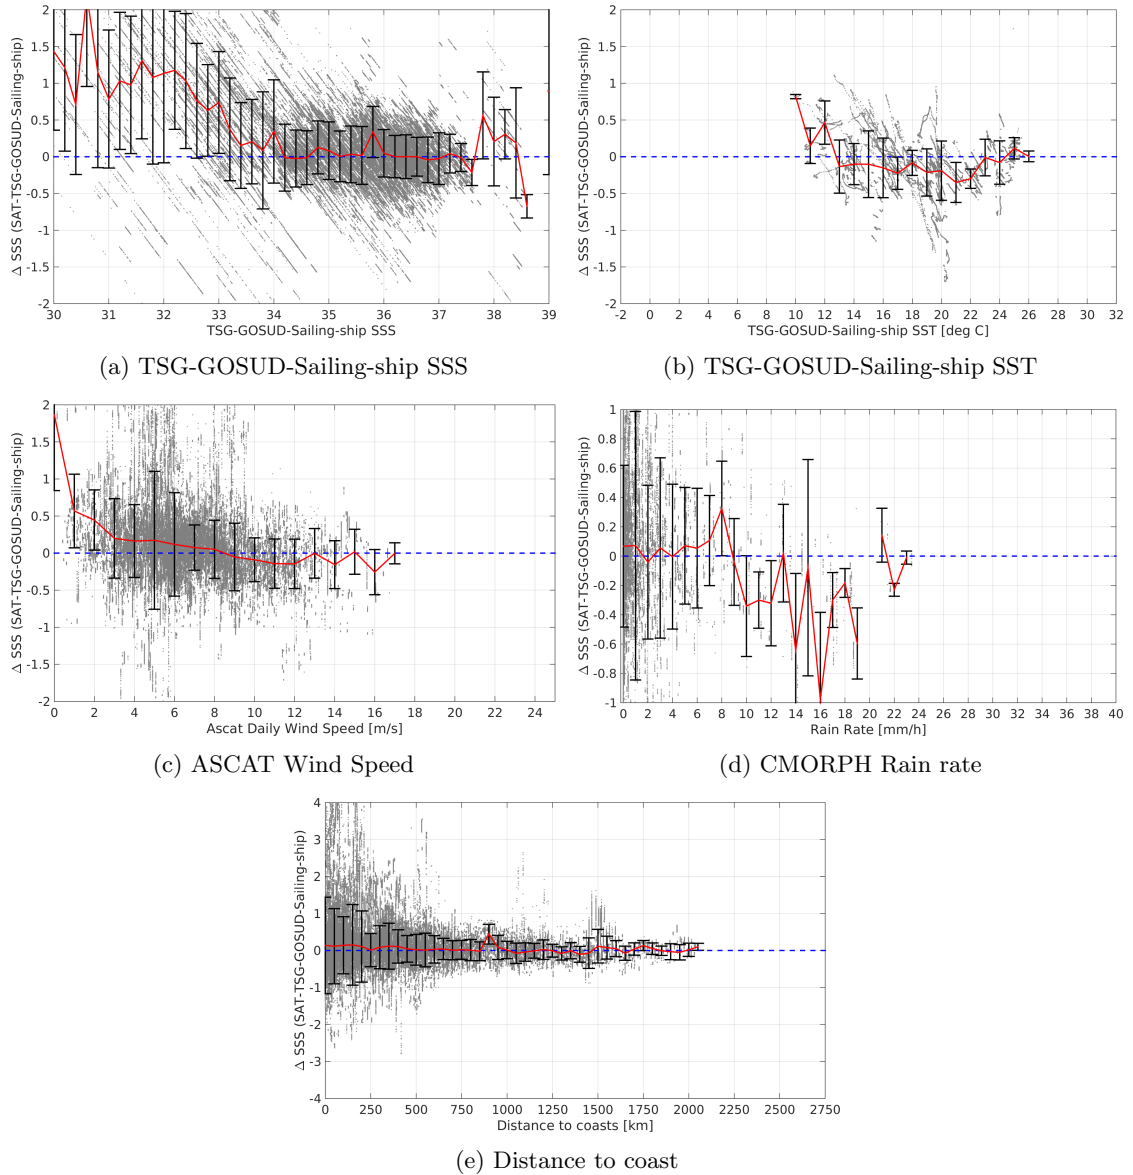 2
1.5
1
0.5
0
-0.5
-1
-1.5
-2
Δ SSS (SAT-TSG-GOSUD-Sailing-ship)
30 31 32 33 34 35 36 37 38 39
TSG-GOSUD-Sailing-ship SSS
(a) TSG-GOSUD-Sailing-ship SSS
2
1.5
1
0.5
0
-0.5
-1
-1.5
-2
Δ SSS (SAT-TSG-GOSUD-Sailing-ship)
-2 0 2 4 6 8 10 12 14 16 18 20 22 24 26 28 30 32
TSG-GOSUD-Sailing-ship SST [deg C]
(b) TSG-GOSUD-Sailing-ship SST
2
1.5
1
0.5
0
-0.5
-1
-1.5
-2
Δ SSS (SAT-TSG-GOSUD-Sailing-ship)
0 2 4 6 8 10 12 14 16 18 20 22 24
Ascat Daily Wind Speed [m/s]
(c) ASCAT Wind Speed
1
0.8
0.6
0.4
0.2
0
-0.2
-0.4
-0.6
-0.8
-1
Δ SSS (SAT-TSG-GOSUD-Sailing-ship)
0 2 4 6 8 10 12 14 16 18 20 22 24 26 28 30 32 34 36 38 40
Rain Rate [mm/h]
(d) CMORPH Rain rate
4
3
2
1
0
-1
-2
-3
-4
Δ SSS (SAT-TSG-GOSUD-Sailing-ship)
0 250 500 750 1000 1250 1500 1750 2000 2250 2500 2750
Distance to coasts [km]
(e) Distance to coast